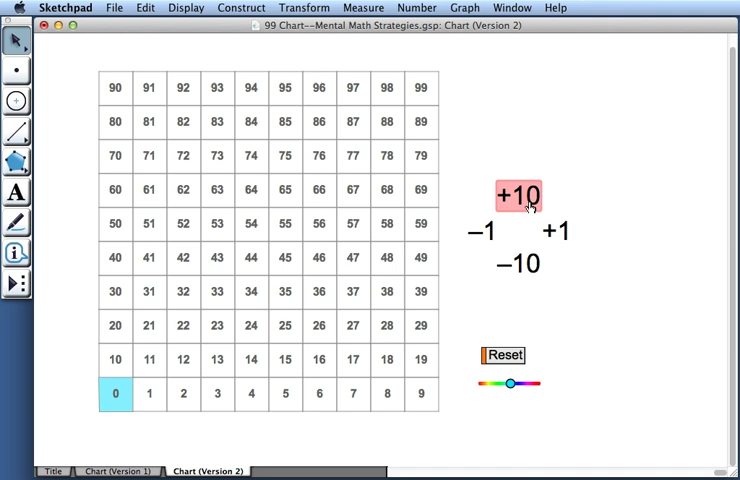 Sketchpad File Edit Display Construct Transform Measure Number Graph Window Help
99 Chart--Mental Math Strategies.gsp: Chart (Version 2)
90 91 92 93 94 95 96 97 98 99
80 81 82 83 84 85 86 87 88 89
70 71 72 73 74 75 76 77 78 79
60 61 62 63 64 65 66 67 68 69
50 51 52 53 54 55 56 57 58 59
40 41 42 43 44 45 46 47 48 49
30 31 32 33 34 35 36 37 38 39
20 21 22 23 24 25 26 27 28 29
10 11 12 13 14 15 16 17 18 19
0 1 2 3 4 5 6 7 8 9
+10
–1 +1
–10
Reset
A
i
Title Chart (Version 1) Chart (Version 2)